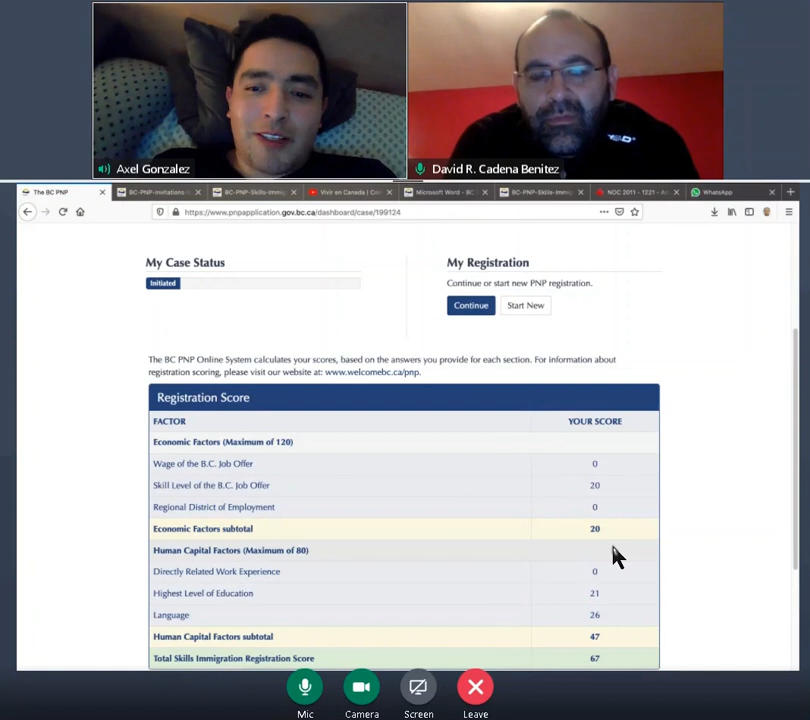 Axel Gonzalez
David R. Cadena Benitez
The BC PNP
BC-PNP-Invitations
BC-PNP-Skills-Immig
Vivir en Canada | Co
Microsoft Word - BC
BC-PNP-Skills-Immig
NOC 2011 - 1221 - A
WhatsApp
https://www.pnpapplication.gov.bc.ca/dashboard/case/199124
My Case Status
My Registration
Initiated
Continue or start new PNP registration.
Continue
Start New
The BC PNP Online System calculates your scores, based on the answers you provide for each section. For information about
registration scoring, please visit our website at: www.welcomebc.ca/pnp.
Registration Score
FACTOR YOUR SCORE
Economic Factors (Maximum of 120)
Wage of the B.C. Job Offer 0
Skill Level of the B.C. Job Offer 20
Regional District of Employment 0
Economic Factors subtotal 20
Human Capital Factors (Maximum of 80)
Directly Related Work Experience 0
Highest Level of Education 21
Language 26
Human Capital Factors subtotal 47
Total Skills Immigration Registration Score 67
Mic
Camera
Screen
Leave